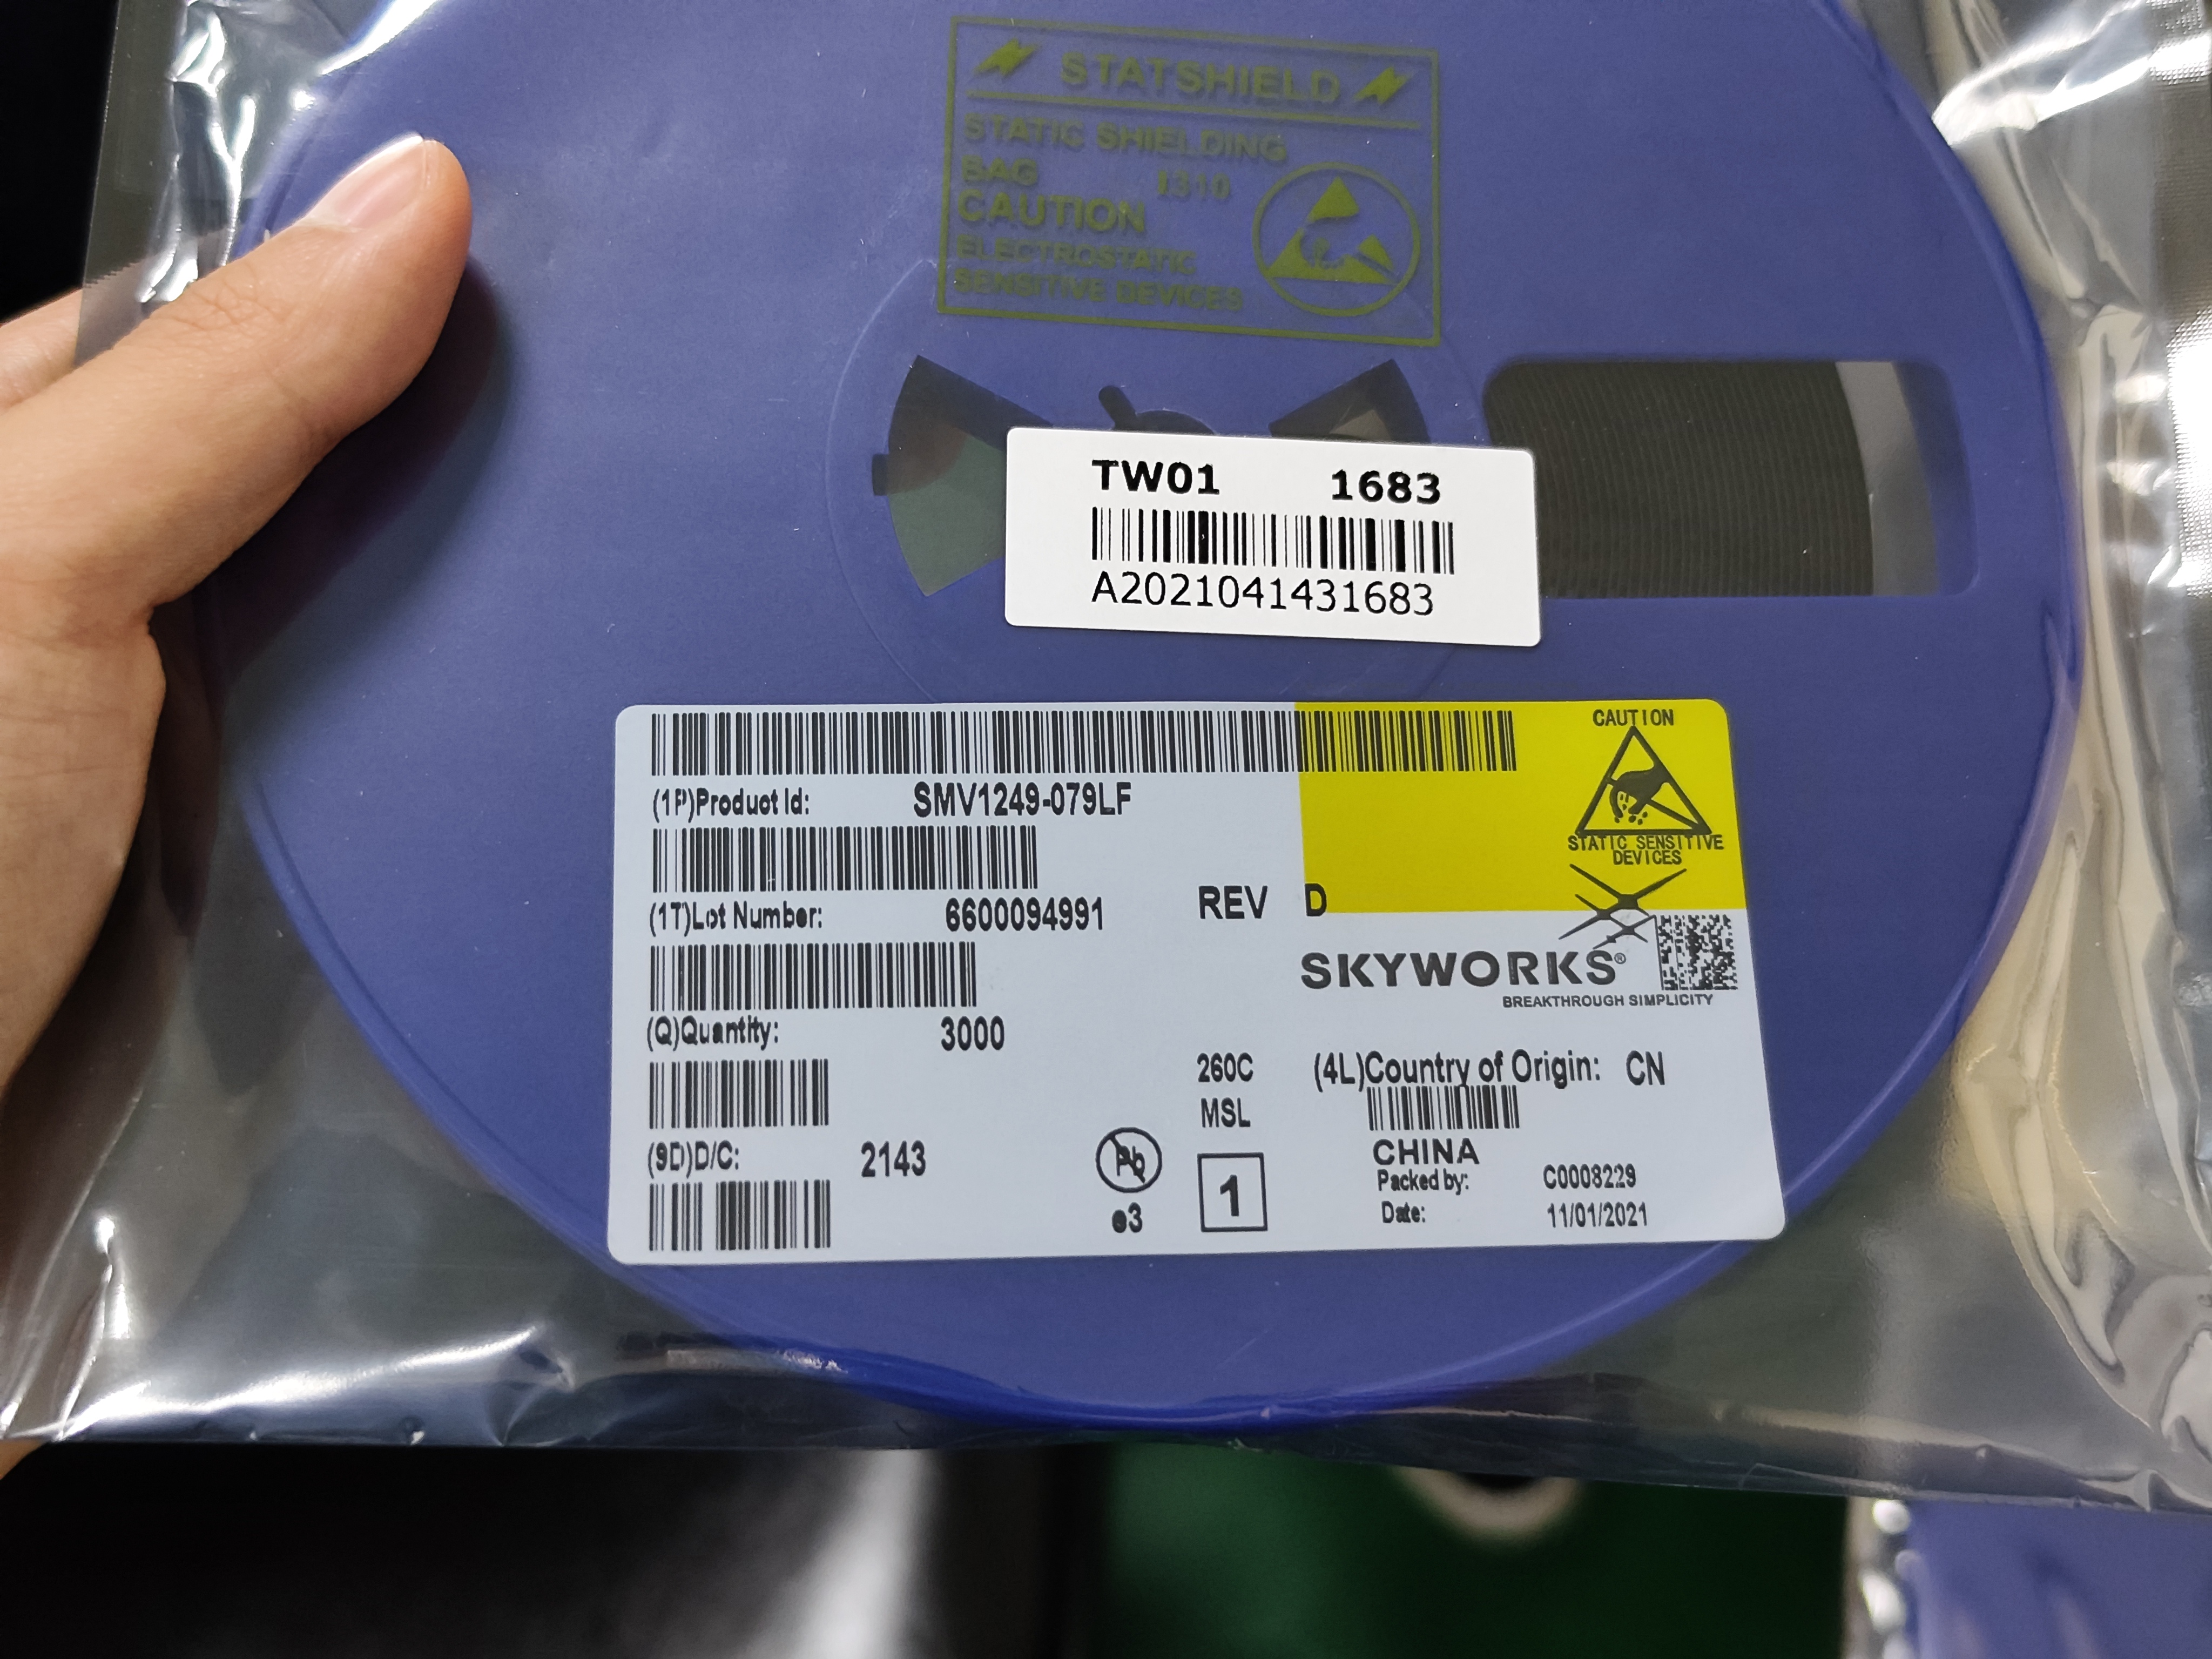 STATSHIELD
STATIC SHIELDING
BAG 1310
CAUTION
ELECTROSTATIC
SENSITIVE DEVICES
TW01 1683
A2021041431683
CAUTION
STATIC SENSITIVE
DEVICES
(1P)Product Id: SMV1249-079LF
(1T)Lot Number: 6600094991
REV D
SKYWORKS®
BREAKTHROUGH SIMPLICITY
(Q)Quantity: 3000
260C
MSL
1
(4L)Country of Origin: CN
CHINA
(9D)D/C: 2143
Pb
e3
Packed by: C0008229
Date: 11/01/2021